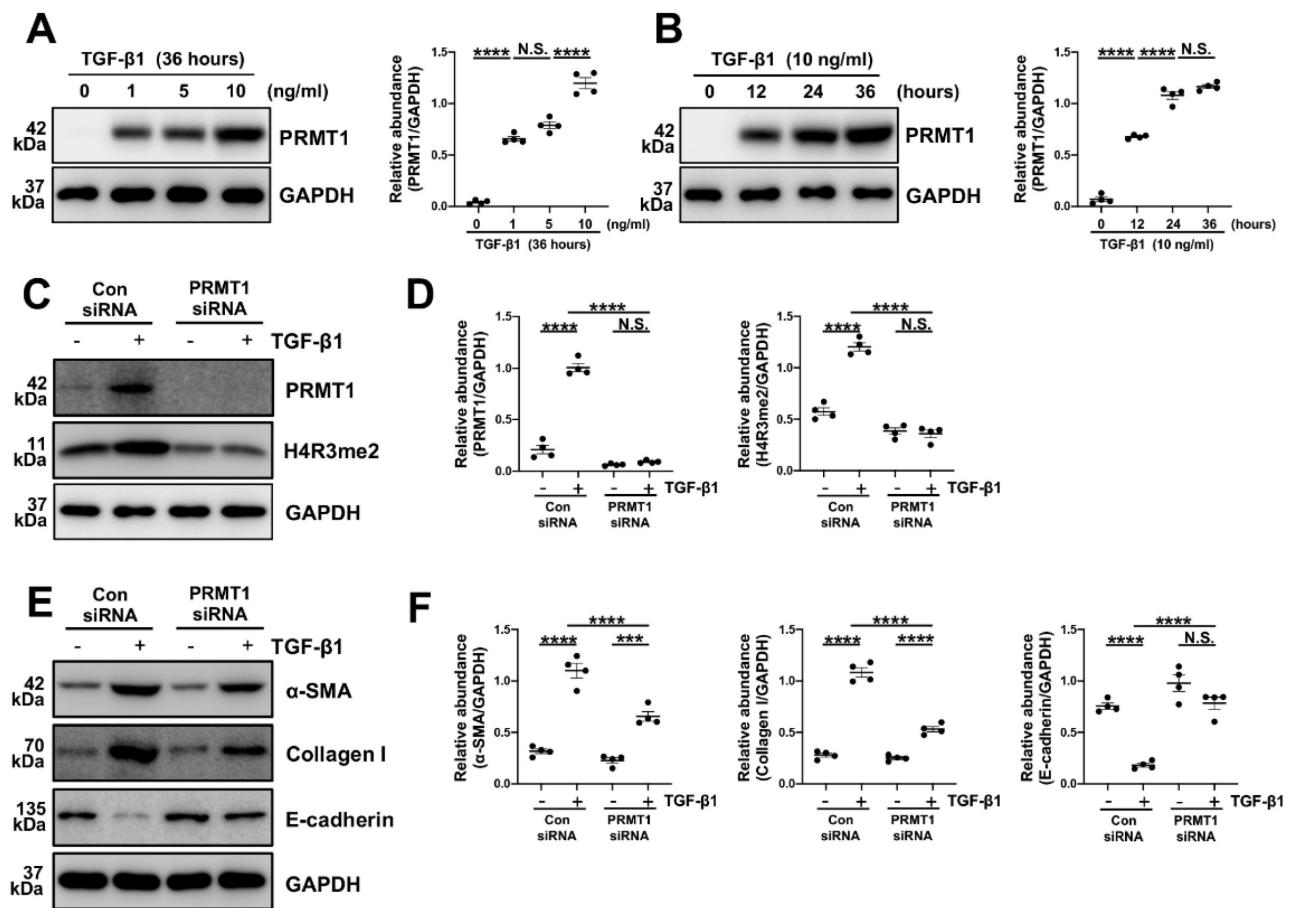 A
TGF-β1 (36 hours)
0 1 5 10 (ng/ml)
42 kDa
PRMT1
37 kDa
GAPDH
Relative abundance
(PRMT1/GAPDH)
1.5
1.0
0.5
0.0
**** N.S. ****
0 1 5 10 (ng/ml)
TGF-β1 (36 hours)
B
TGF-β1 (10 ng/ml)
0 12 24 36 (hours)
42 kDa
PRMT1
37 kDa
GAPDH
Relative abundance
(PRMT1/GAPDH)
1.5
1.0
0.5
0.0
**** **** N.S.
0 12 24 36 (hours)
TGF-β1 (10 ng/ml)
C
Con siRNA
PRMT1 siRNA
- + - + TGF-β1
42 kDa
PRMT1
11 kDa
H4R3me2
37 kDa
GAPDH
D
Relative abundance
(PRMT1/GAPDH)
1.5
1.0
0.5
0.0
****
**** N.S.
- + - + TGF-β1
Con siRNA
PRMT1 siRNA
Relative abundance
(H4R3me2/GAPDH)
1.5
1.0
0.5
0.0
****
**** N.S.
- + - + TGF-β1
Con siRNA
PRMT1 siRNA
E
Con siRNA
PRMT1 siRNA
- + - + TGF-β1
42 kDa
α-SMA
70 kDa
Collagen I
135 kDa
E-cadherin
37 kDa
GAPDH
F
Relative abundance
(α-SMA/GAPDH)
1.5
1.0
0.5
0.0
****
**** ***
- + - + TGF-β1
Con siRNA
PRMT1 siRNA
Relative abundance
(Collagen I/GAPDH)
1.5
1.0
0.5
0.0
****
**** ****
- + - + TGF-β1
Con siRNA
PRMT1 siRNA
Relative abundance
(E-cadherin/GAPDH)
1.5
1.0
0.5
0.0
****
**** N.S.
- + - + TGF-β1
Con siRNA
PRMT1 siRNA